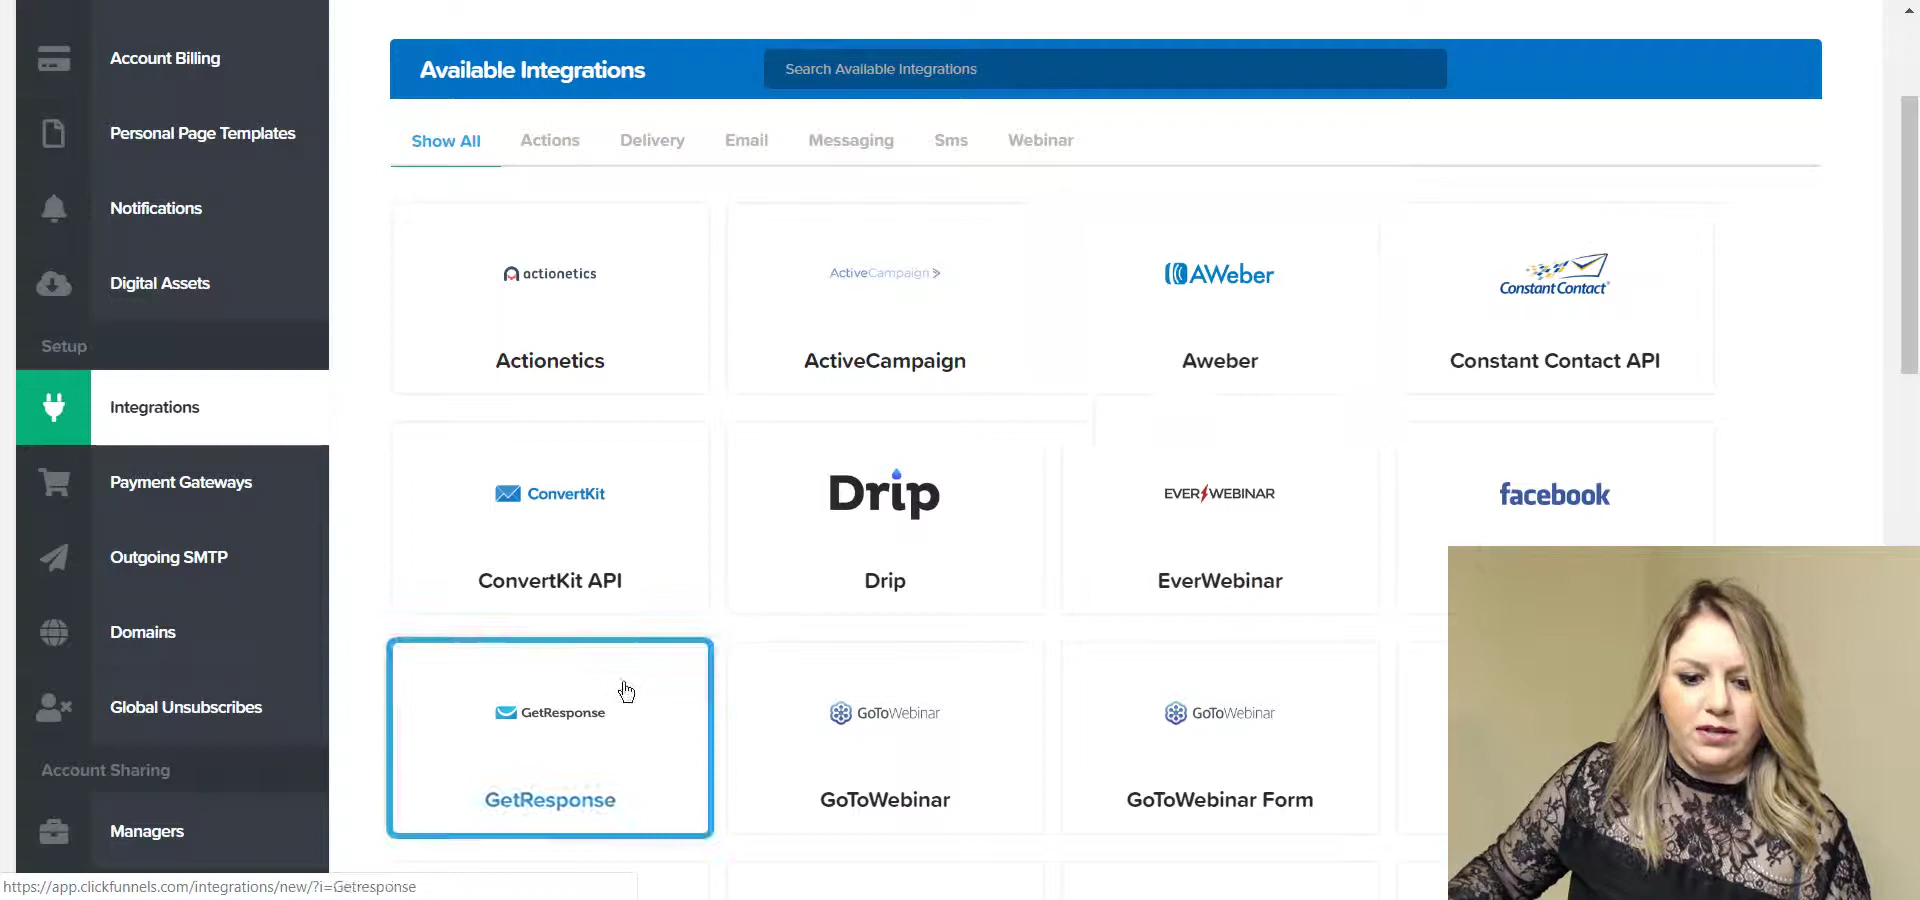 Account Billing
Personal Page Templates
Notifications
Digital Assets
Setup
Integrations
Payment Gateways
Outgoing SMTP
Domains
Global Unsubscribes
Account Sharing
Managers
Available Integrations
Search Available Integrations
Show All
Actions
Delivery
Email
Messaging
Sms
Webinar
actionetics
ActiveCampaign >
AWeber
Constant Contact
Actionetics
ActiveCampaign
Aweber
Constant Contact API
ConvertKit
Drip
EVERWEBINAR
facebook
ConvertKit API
Drip
EverWebinar
GetResponse
GoToWebinar
GoToWebinar
GetResponse
GoToWebinar
GoToWebinar Form
https://app.clickfunnels.com/integrations/new/?i=Getresponse